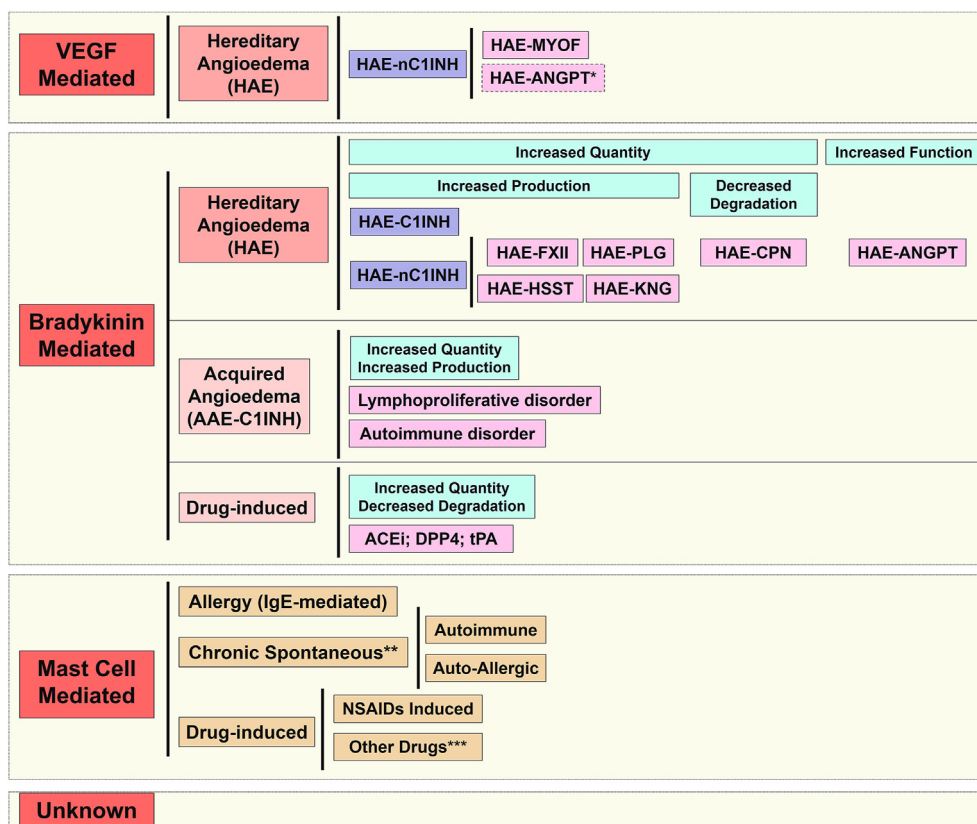 VEGF
Mediated
Hereditary
Angioedema
(HAE)
HAE-nC1INH
HAE-MYOF
HAE-ANGPT*
Bradykinin
Mediated
Hereditary
Angioedema
(HAE)
Increased Quantity
Increased Function
Increased Production
Decreased
Degradation
HAE-C1INH
HAE-nC1INH
HAE-FXII
HAE-PLG
HAE-CPN
HAE-ANGPT
HAE-HSST
HAE-KNG
Acquired
Angioedema
(AAE-C1INH)
Increased Quantity
Increased Production
Lymphoproliferative disorder
Autoimmune disorder
Drug-induced
Increased Quantity
Decreased Degradation
ACEi; DPP4; tPA
Mast Cell
Mediated
Allergy (IgE-mediated)
Chronic Spontaneous**
Autoimmune
Auto-Allergic
Drug-induced
NSAIDs Induced
Other Drugs***
Unknown